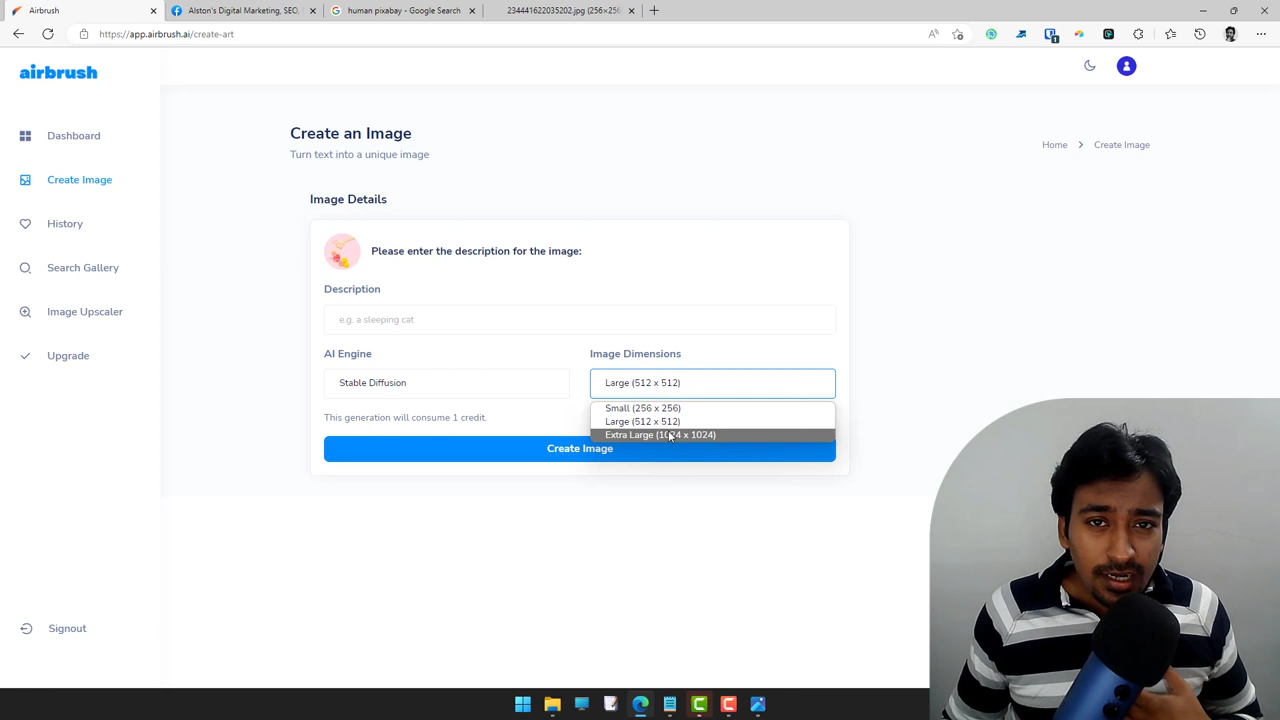 Airbrush
Alston's Digital Marketing, SEO,
human pixabay - Google Search
234441622035202.jpg (256×256
https://app.airbrush.ai/create-art
1
airbrush
Dashboard
Create Image
History
Search Gallery
Image Upscaler
Upgrade
Signout
Create an Image
Turn text into a unique image
Home > Create Image
Image Details
Please enter the description for the image:
Description
e.g. a sleeping cat
AI Engine
Image Dimensions
Stable Diffusion
Large (512 x 512)
Small (256 x 256)
Large (512 x 512)
Extra Large (1024 x 1024)
This generation will consume 1 credit.
Create Image